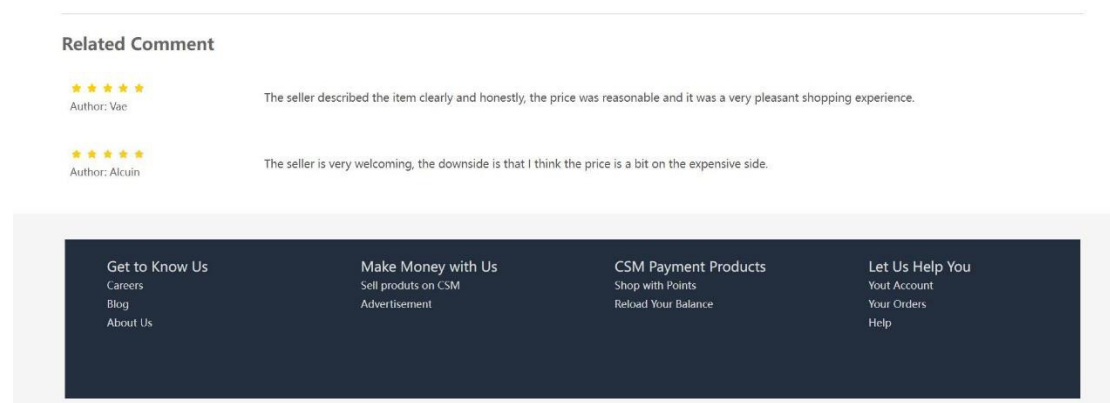 Related Comment
Author: Vae
The seller described the item clearly and honestly, the price was reasonable and it was a very pleasant shopping experience.
Author: Alcuin
The seller is very welcoming, the downside is that I think the price is a bit on the expensive side.
Get to Know Us
Careers
Blog
About Us
Make Money with Us
Sell produts on CSM
Advertisement
CSM Payment Products
Shop with Points
Reload Your Balance
Let Us Help You
Yout Account
Your Orders
Help